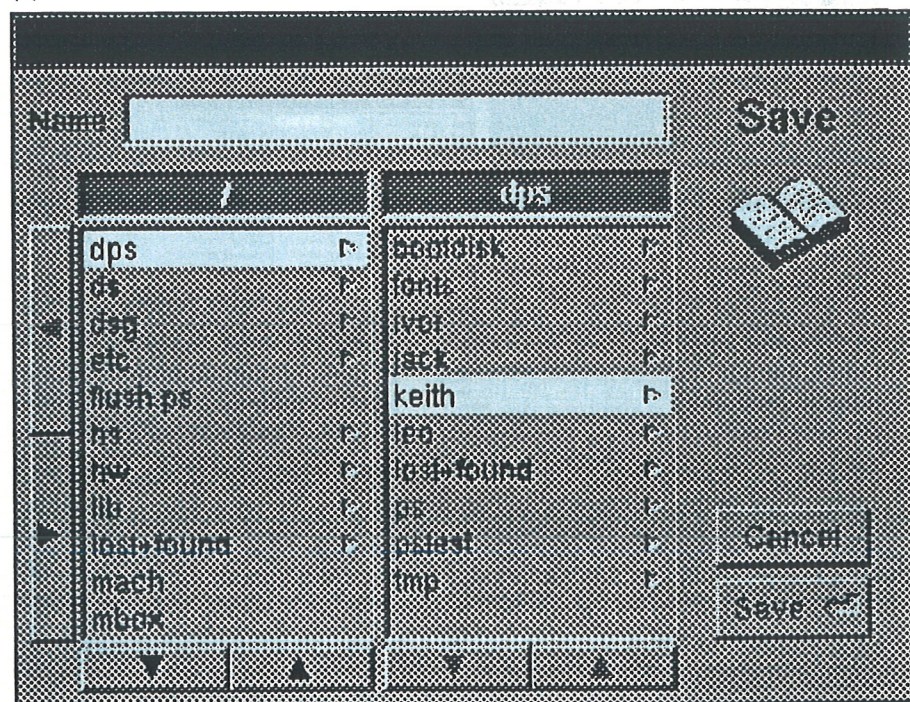 Name
Save
/
dps
dps
ds
dsg
etc
flush.ps
hs
hw
lib
lost+found
mach
mbox
bootdisk
fonts
ivor
jack
keith
leo
lost+found
ps
pstest
tmp
Cancel
Save